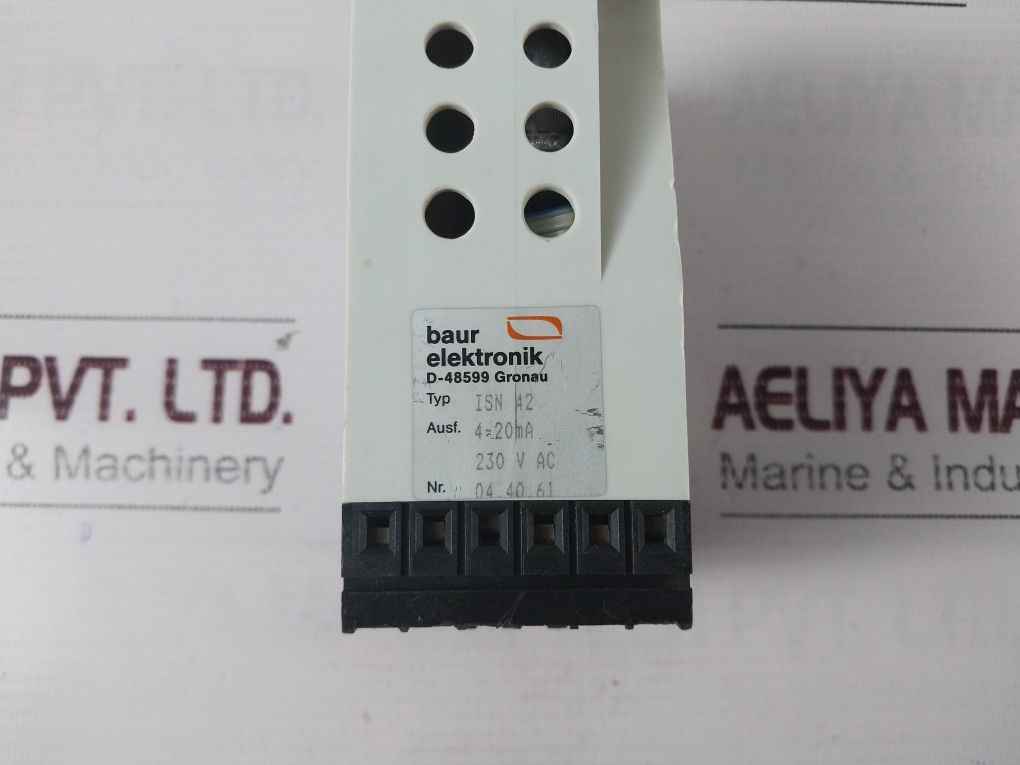 baur
elektronik
D-48599 Gronau
Typ ISN 42
Ausf. 4-20mA
230 V AC
Nr. 04.40.61
PVT. LTD.
& Machinery
AELIYA MA
Marine & Indu